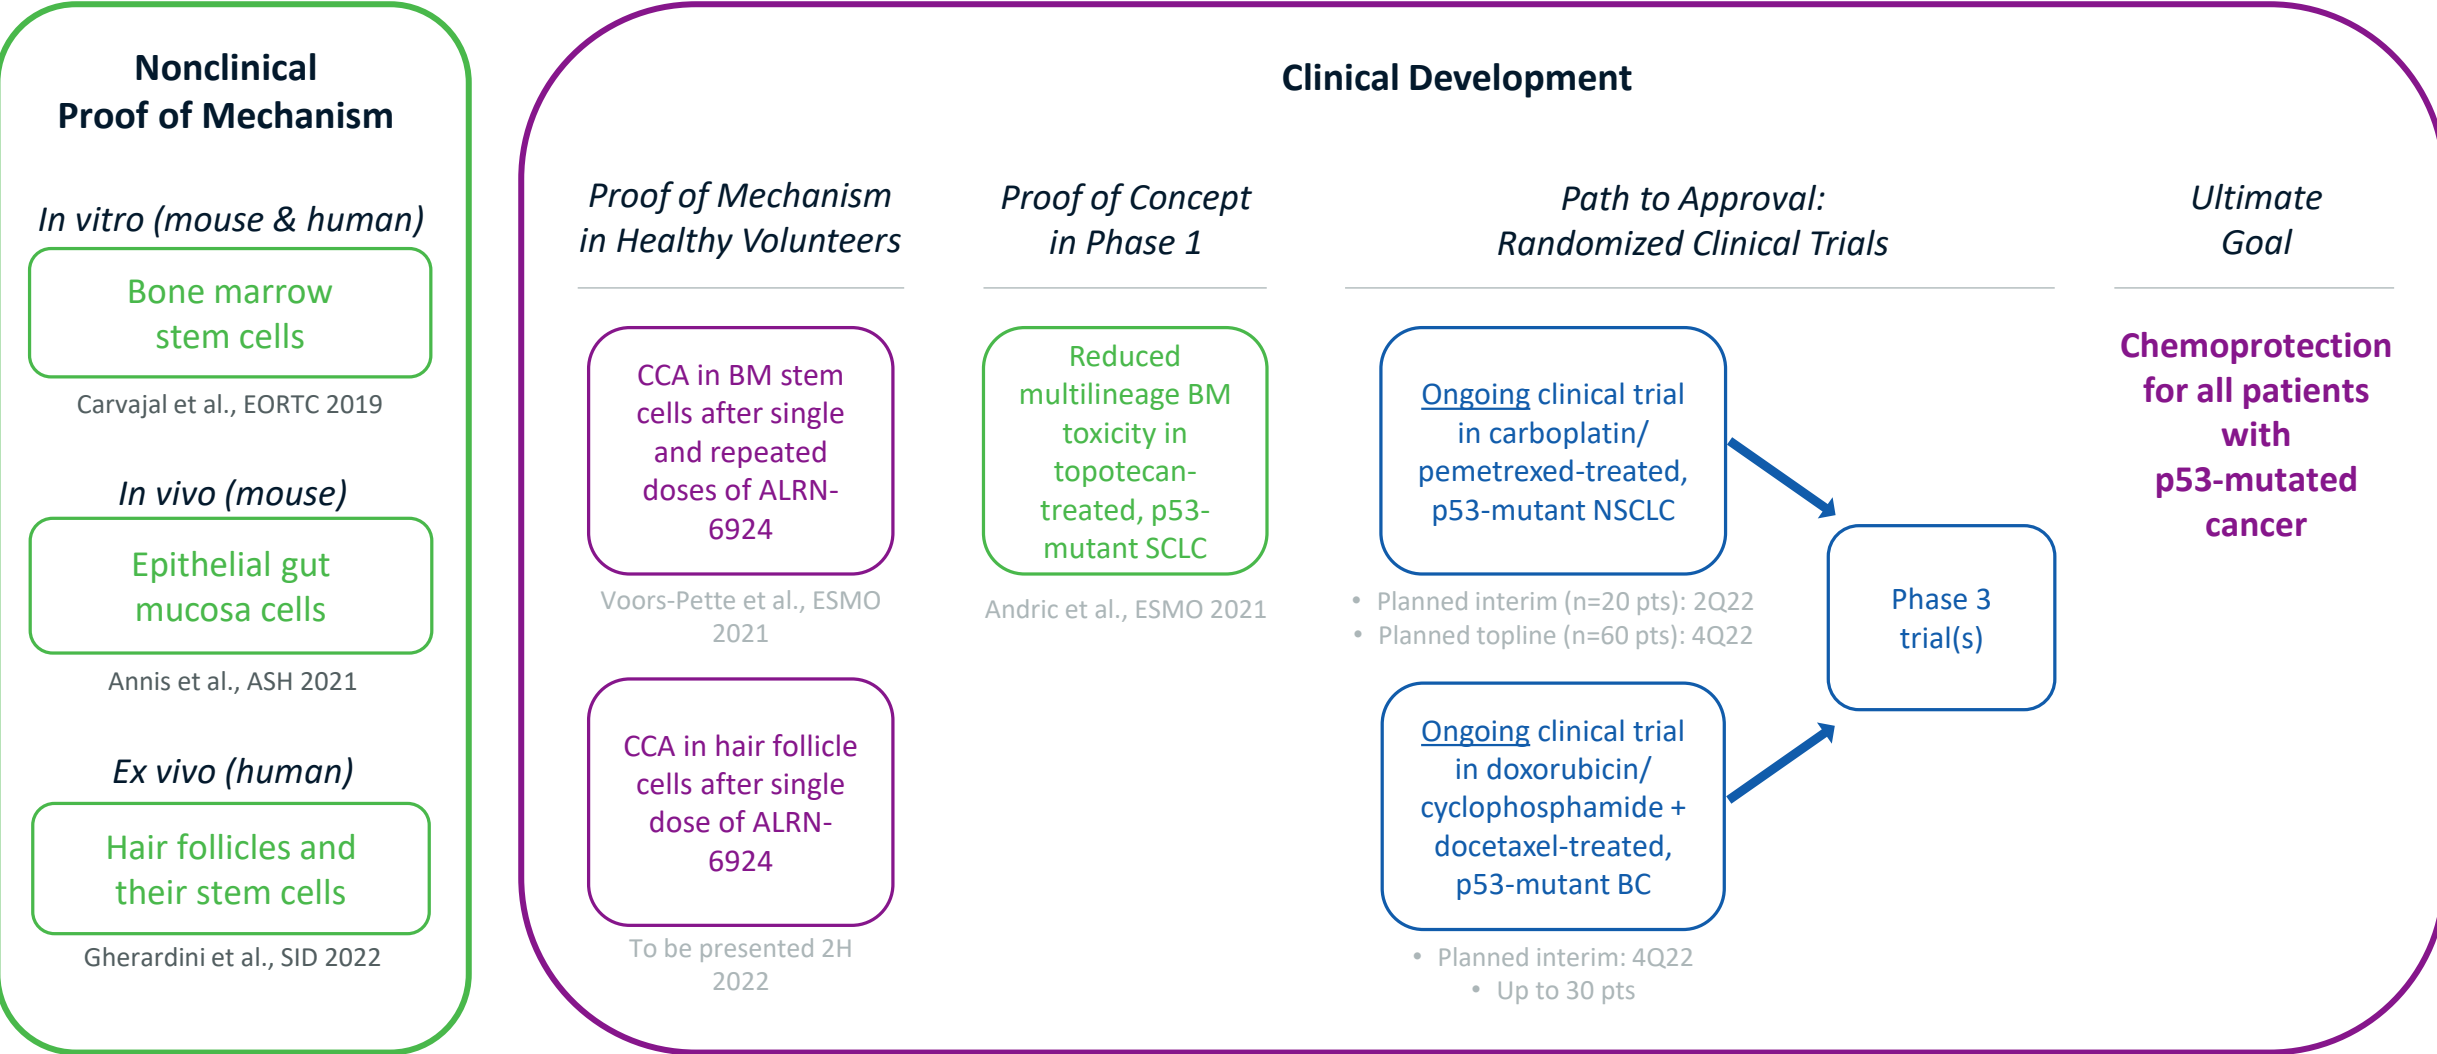 Nonclinical
Proof of Mechanism
In vitro (mouse & human)
Bone marrow
stem cells
Carvajal et al., EORTC 2019
In vivo (mouse)
Epithelial gut
mucosa cells
Annis et al., ASH 2021
Ex vivo (human)
Hair follicles and
their stem cells
Gherardini et al., SID 2022
Clinical Development
Proof of Mechanism
in Healthy Volunteers
CCA in BM stem
cells after single
and repeated
doses of ALRN-
6924
Voors-Pette et al., ESMO
2021
CCA in hair follicle
cells after single
dose of ALRN-
6924
To be presented 2H
2022
Proof of Concept
in Phase 1
Reduced
multilineage BM
toxicity in
topotecan-
treated, p53-
mutant SCLC
Andric et al., ESMO 2021
Path to Approval:
Randomized Clinical Trials
Ongoing clinical trial
in carboplatin/
pemetrexed-treated,
p53-mutant NSCLC
• Planned interim (n=20 pts): 2Q22
• Planned topline (n=60 pts): 4Q22
Ongoing clinical trial
in doxorubicin/
cyclophosphamide +
docetaxel-treated,
p53-mutant BC
• Planned interim: 4Q22
• Up to 30 pts
Phase 3
trial(s)
Ultimate
Goal
Chemoprotection
for all patients
with
p53-mutated
cancer